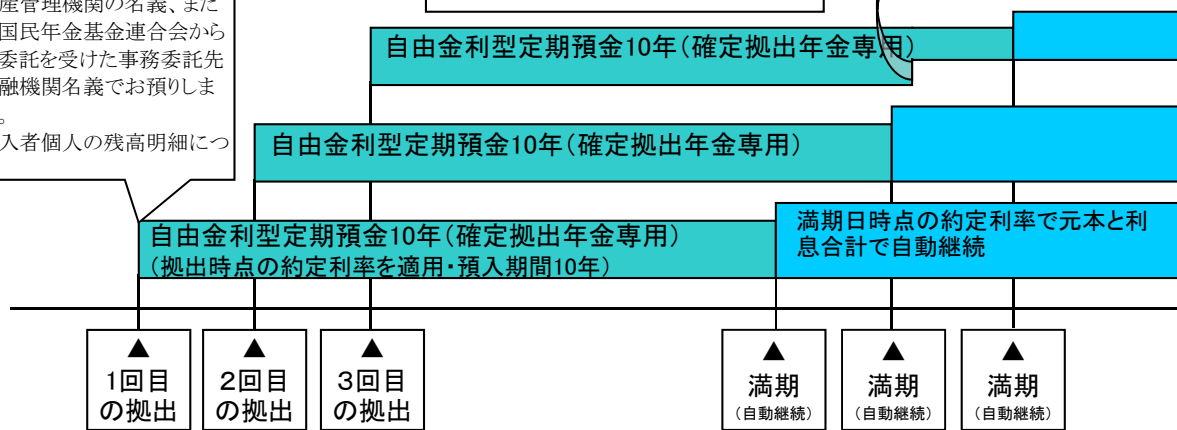 産管理機関の名義、また
国民年金基金連合会から
委託を受けた事務委託先
融機関名義でお預りしま
。
入者個人の残高明細につ
自由金利型定期預金10年（確定拠出年金専用）
自由金利型定期預金10年（確定拠出年金専用）
自由金利型定期預金10年（確定拠出年金専用）
（拠出時点の約定利率を適用・預入期間10年）
満期日時点の約定利率で元本と利
息合計で自動継続
▲
1回目
の拠出
▲
2回目
の拠出
▲
3回目
の拠出
▲
満期
（自動継続）
▲
満期
（自動継続）
▲
満期
（自動継続）